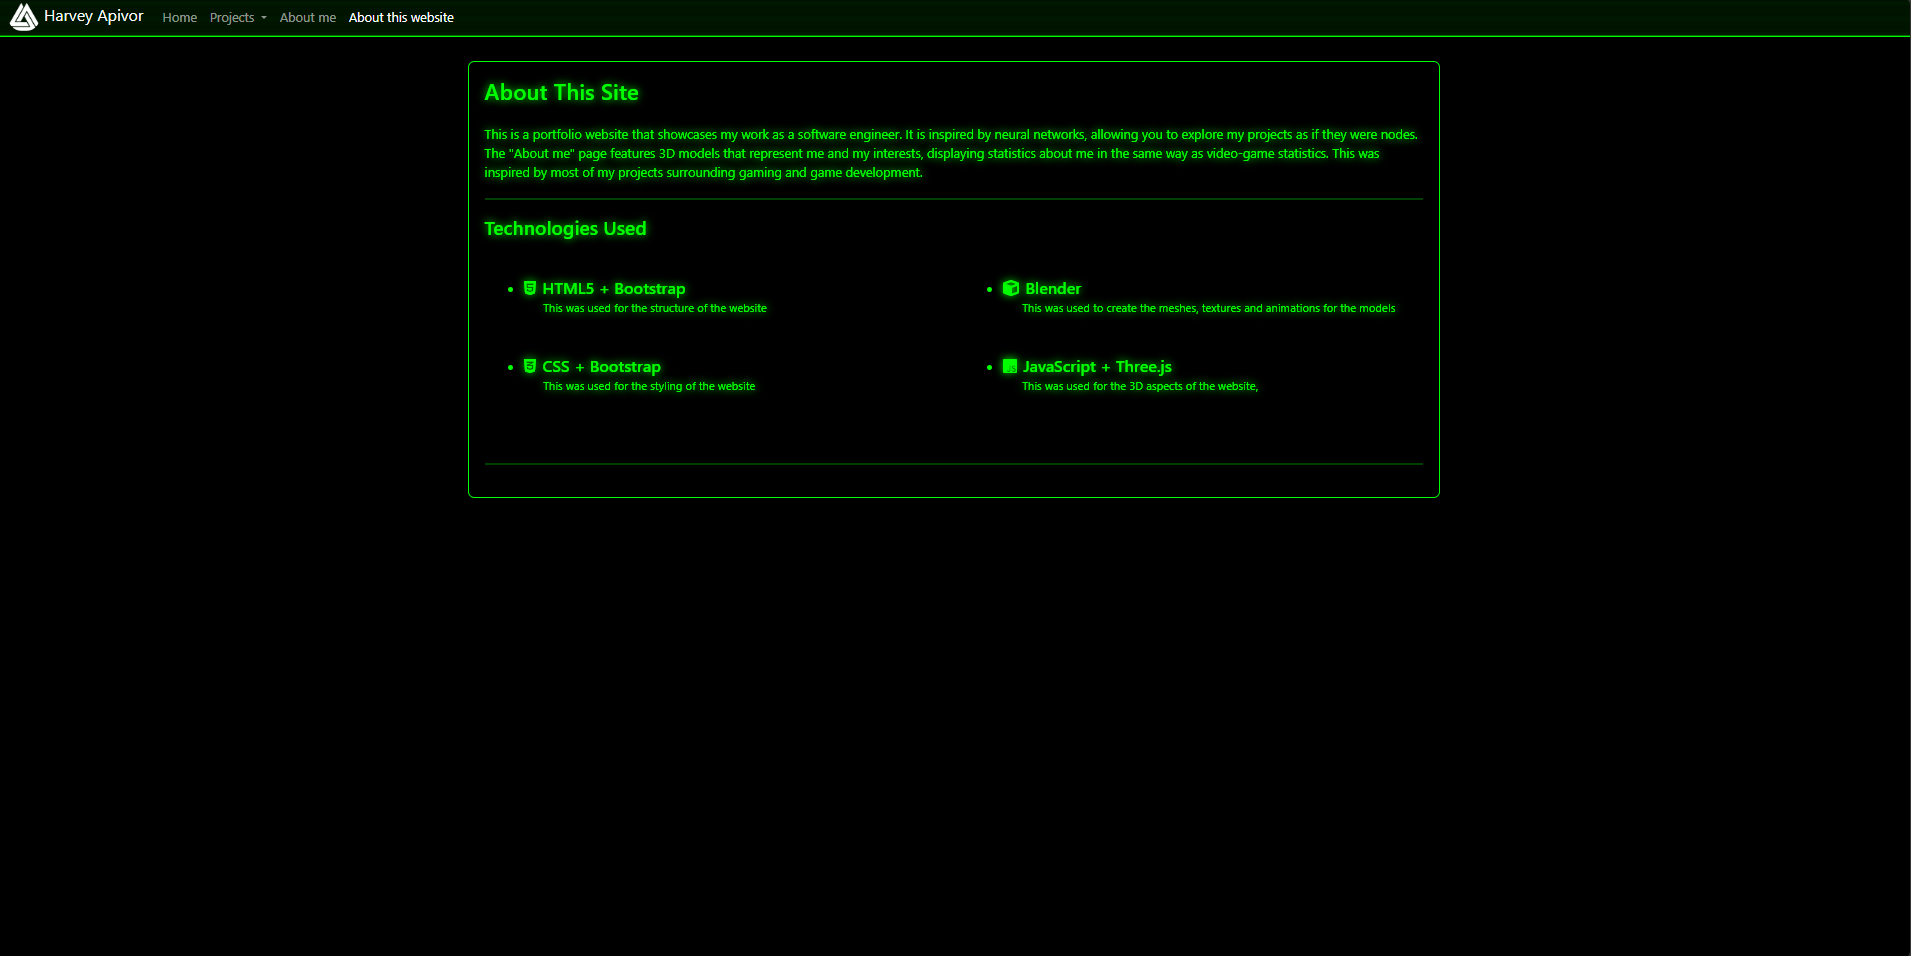 Harvey Apivor Home Projects About me About this website
About This Site
This is a portfolio website that showcases my work as a software engineer. It is inspired by neural networks, allowing you to explore my projects as if they were nodes.
The "About me" page features 3D models that represent me and my interests, displaying statistics about me in the same way as video-game statistics. This was
inspired by most of my projects surrounding gaming and game development.
Technologies Used
HTML5 + Bootstrap
This was used for the structure of the website
Blender
This was used to create the meshes, textures and animations for the models
CSS + Bootstrap
This was used for the styling of the website
JavaScript + Three.js
This was used for the 3D aspects of the website,